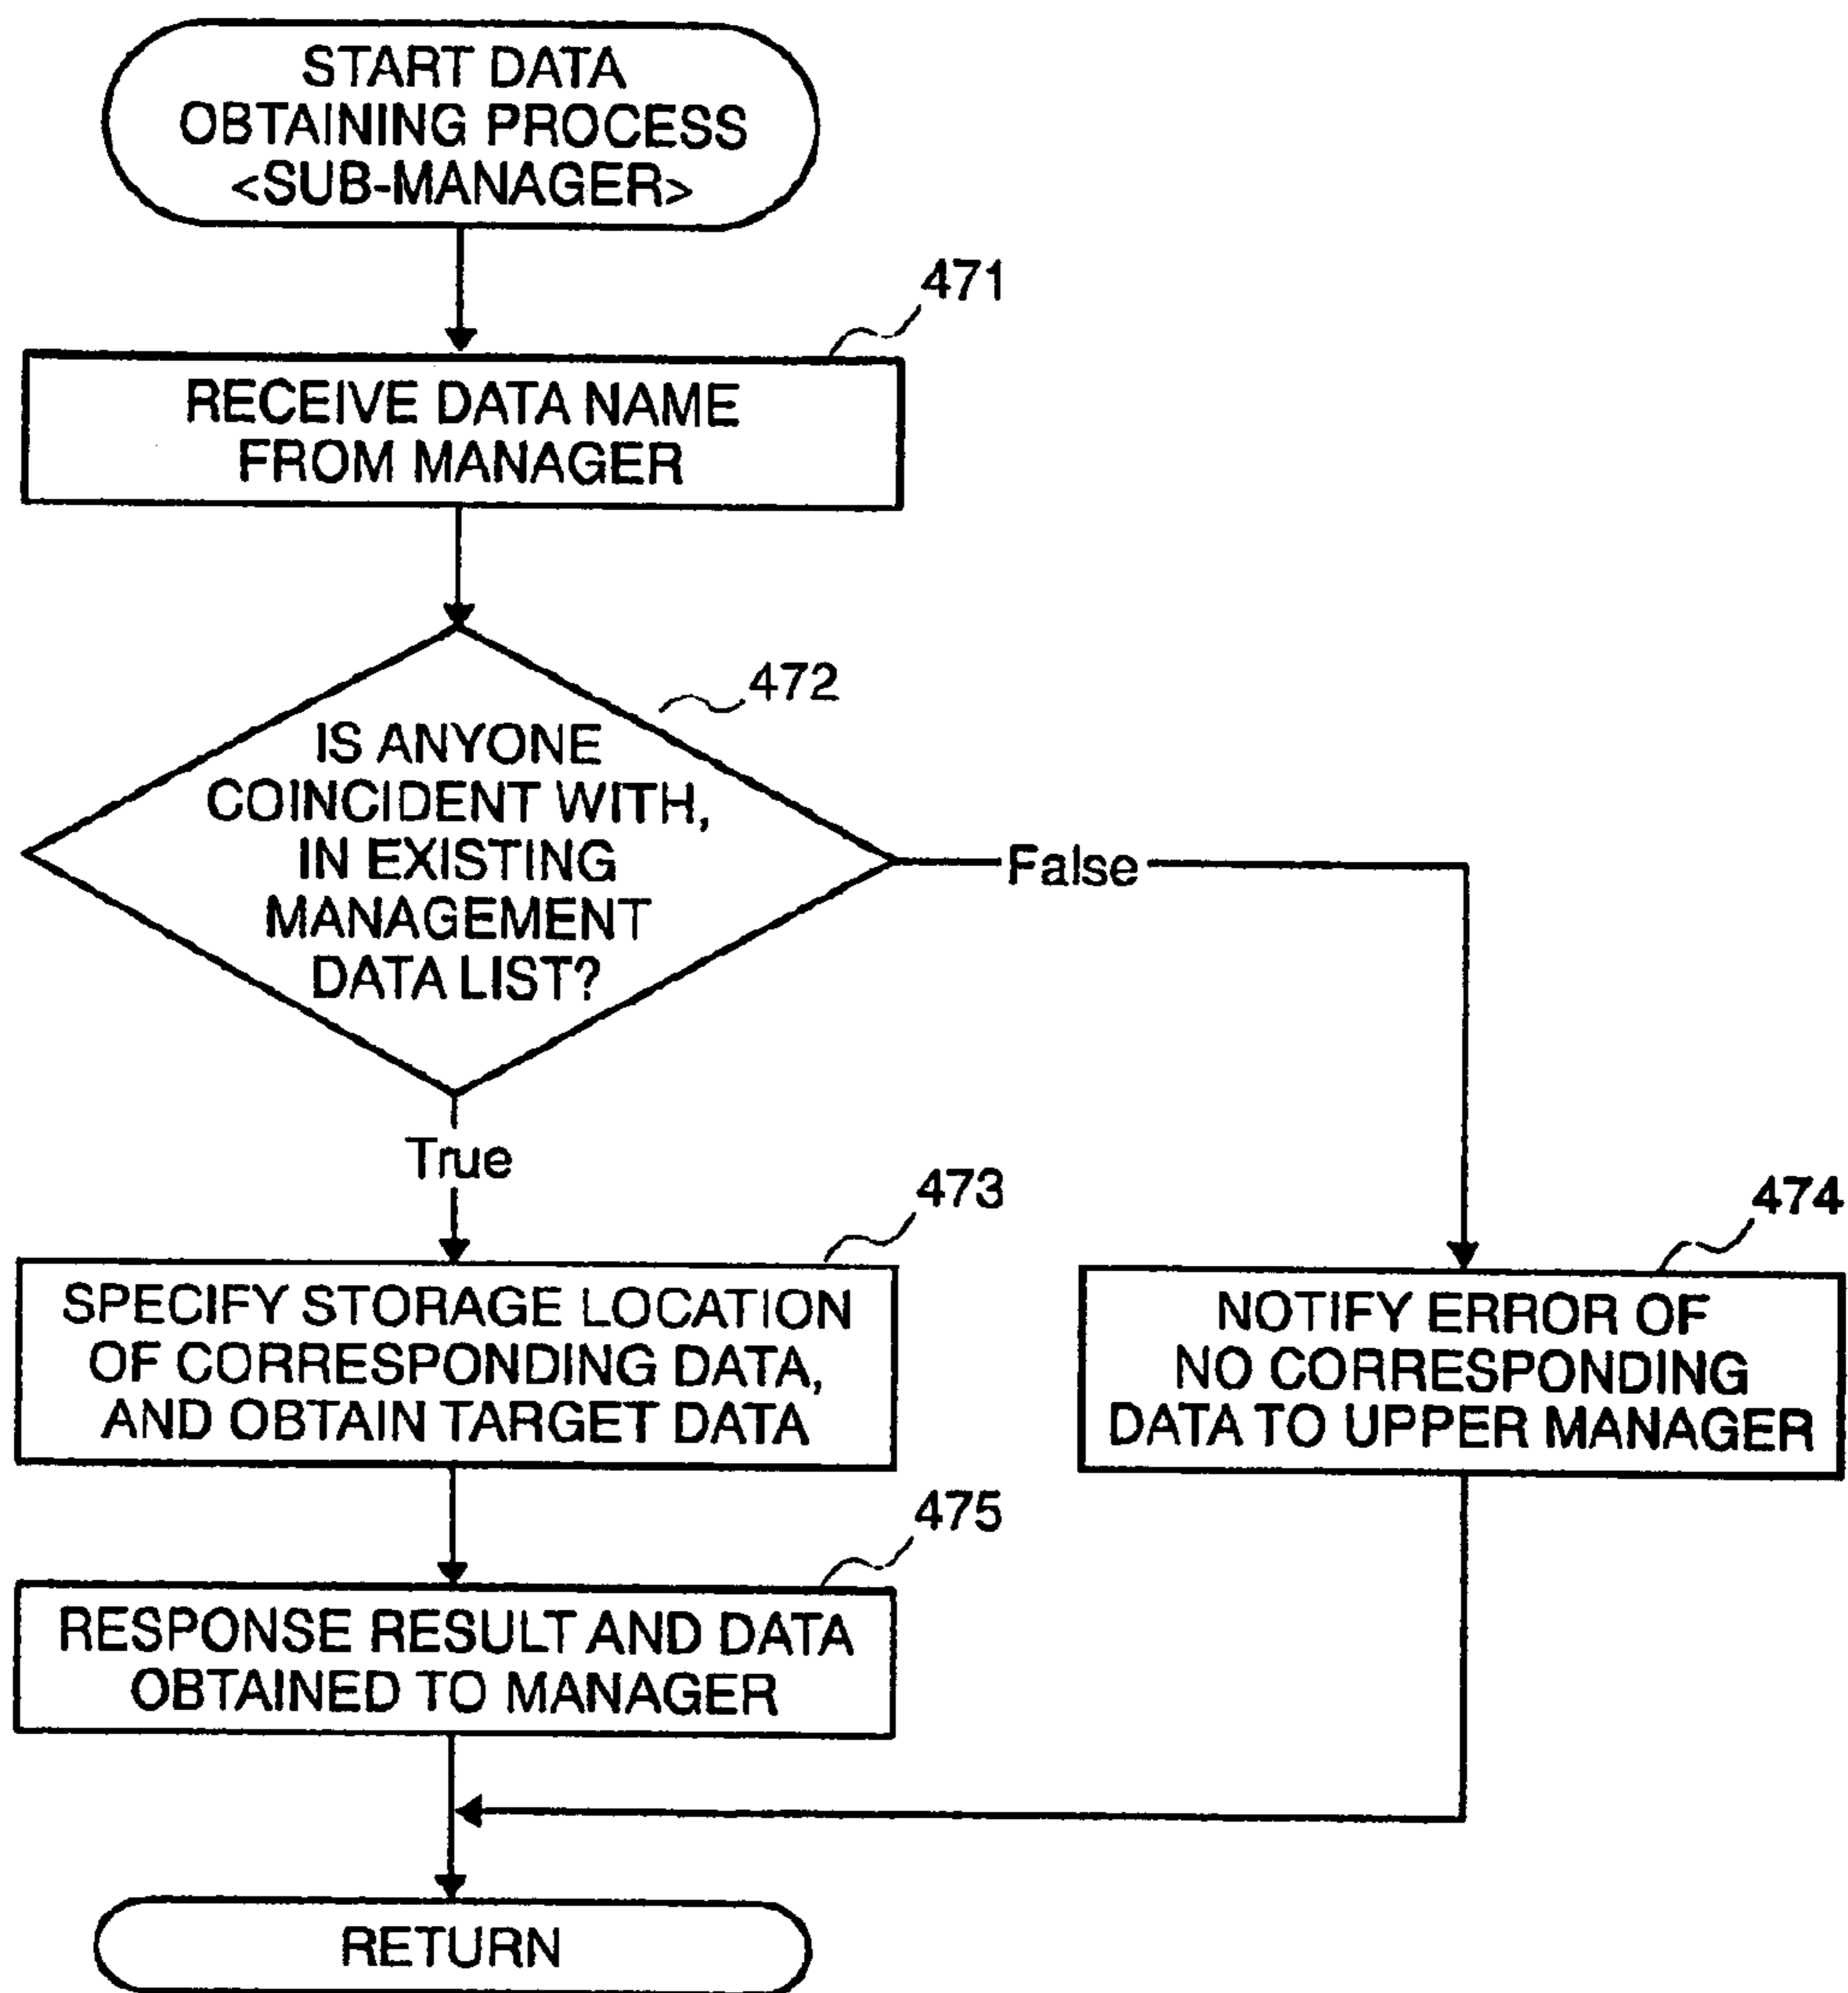 START DATA
OBTAINING PROCESS
<SUB-MANAGER>
471
RECEIVE DATA NAME
FROM MANAGER
472
IS ANYONE
COINCIDENT WITH,
IN EXISTING
MANAGEMENT
DATA LIST?
False
True
473
SPECIFY STORAGE LOCATION
OF CORRESPONDING DATA,
AND OBTAIN TARGET DATA
474
NOTIFY ERROR OF
NO CORRESPONDING
DATA TO UPPER MANAGER
475
RESPONSE RESULT AND DATA
OBTAINED TO MANAGER
RETURN